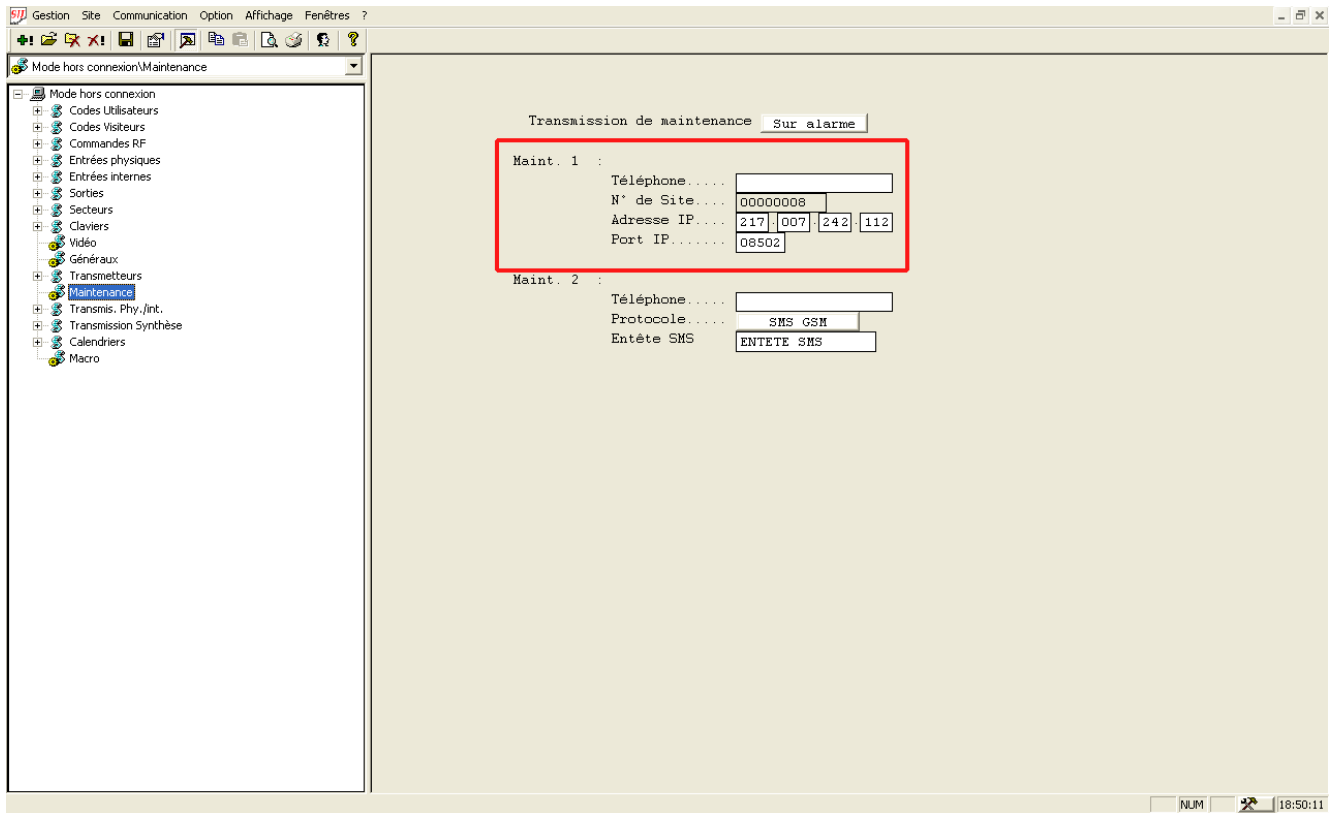 SIJ Gestion Site Communication Option Affichage Fenêtres ?
Mode hors connexion\Maintenance
Mode hors connexion
Codes Utilisateurs
Codes Visiteurs
Commandes RF
Entrées physiques
Entrées internes
Sorties
Secteurs
Claviers
Vidéo
Généraux
Transmetteurs
Maintenance
Transmis. Phy./int.
Transmission Synthèse
Calendriers
Macro
Transmission de maintenance Sur alarme
Maint. 1 :
Téléphone.....
N° de Site.... 00000008
Adresse IP.... 217.007.242.112
Port IP....... 08502
Maint. 2 :
Téléphone.....
Protocole..... SMS GSM
Entête SMS ENTETE SMS
NUM 18:50:11